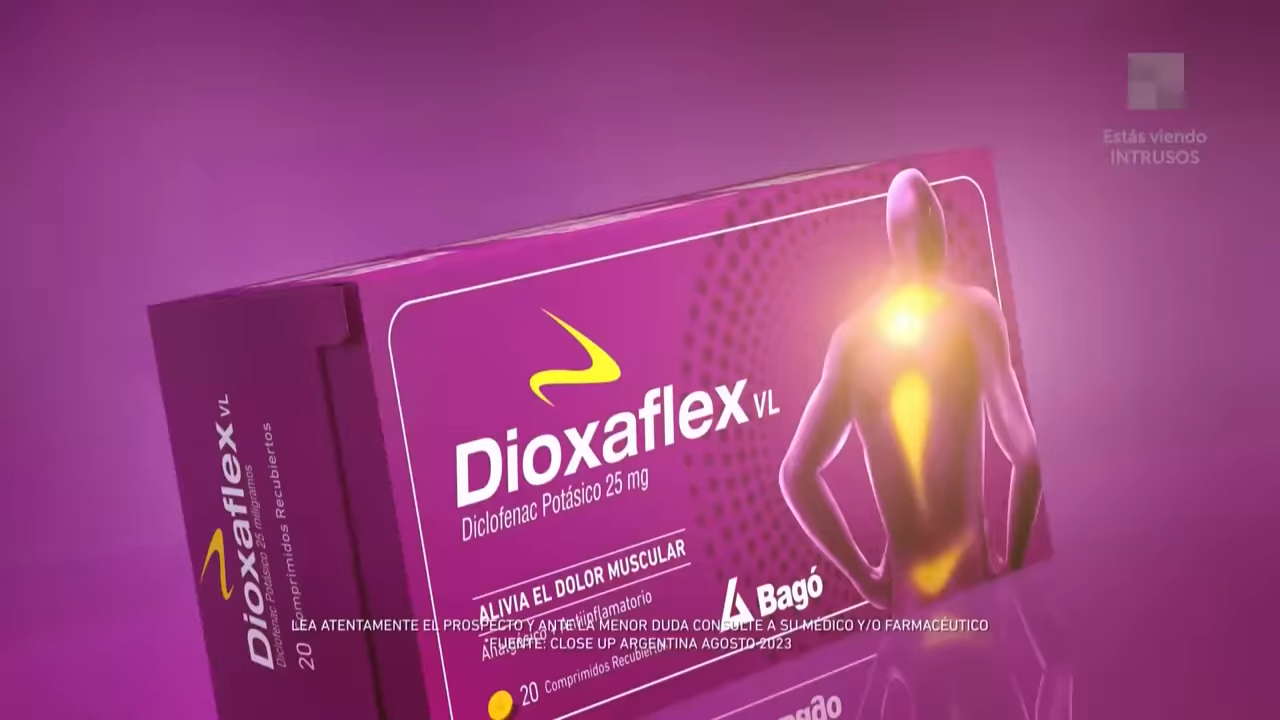 Estás viendo
INTRUSOS
Dioxaflex VL
Diclofenac Potásico 25 mg
ALIVIA EL DOLOR MUSCULAR
Analgésico y Antiinflamatorio
20 Comprimidos Recubiertos
Bagó
Dioxaflex VL
Diclofenac Potásico 25 miligramos
20 Comprimidos Recubiertos
LEA ATENTAMENTE EL PROSPECTO Y ANTE LA MENOR DUDA CONSULTE A SU MÉDICO Y/O FARMACÉUTICO
*FUENTE: CLOSE UP ARGENTINA AGOSTO 2023